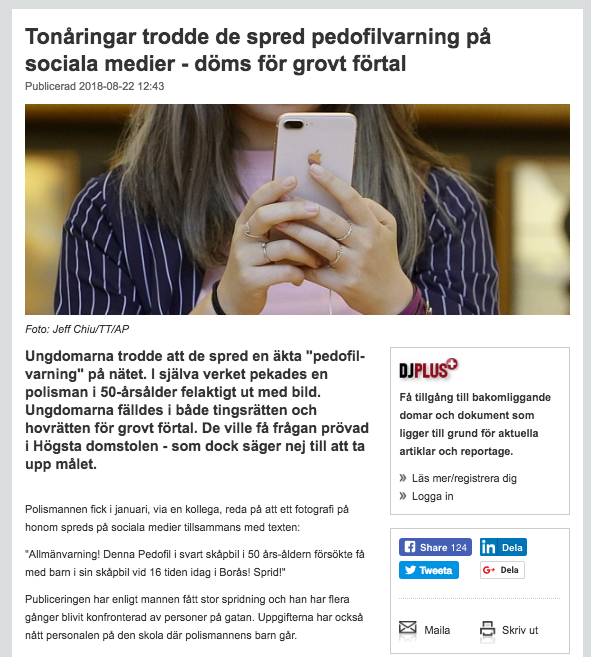 Tonåringar trodde de spred pedofilvarning på
sociala medier - döms för grovt förtal
Publicerad 2018-08-22 12:43
Foto: Jeff Chiu/TT/AP
Ungdomarna trodde att de spred en äkta "pedofil-
varning" på nätet. I själva verket pekades en
polisman i 50-årsålder felaktigt ut med bild.
Ungdomarna fälldes i både tingsrätten och
hovrätten för grovt förtal. De ville få frågan prövad
i Högsta domstolen - som dock säger nej till att ta
upp målet.
Polismannen fick i januari, via en kollega, reda på att ett fotografi på
honom spreds på sociala medier tillsammans med texten:
"Allmänvarning! Denna Pedofil i svart skåpbil i 50 års-åldern försökte få
med barn i sin skåpbil vid 16 tiden idag i Borås! Sprid!"
Publiceringen har enligt mannen fått stor spridning och han har flera
gånger blivit konfronterad av personer på gatan. Uppgifterna har också
nått personalen på den skola där polismannens barn går.
DJPLUS+
Få tillgång till bakomliggande
domar och dokument som
ligger till grund för aktuella
artiklar och reportage.
» Läs mer/registrera dig
» Logga in
f Share 124
in Dela
Tweeta
G+ Dela
Maila
Skriv ut